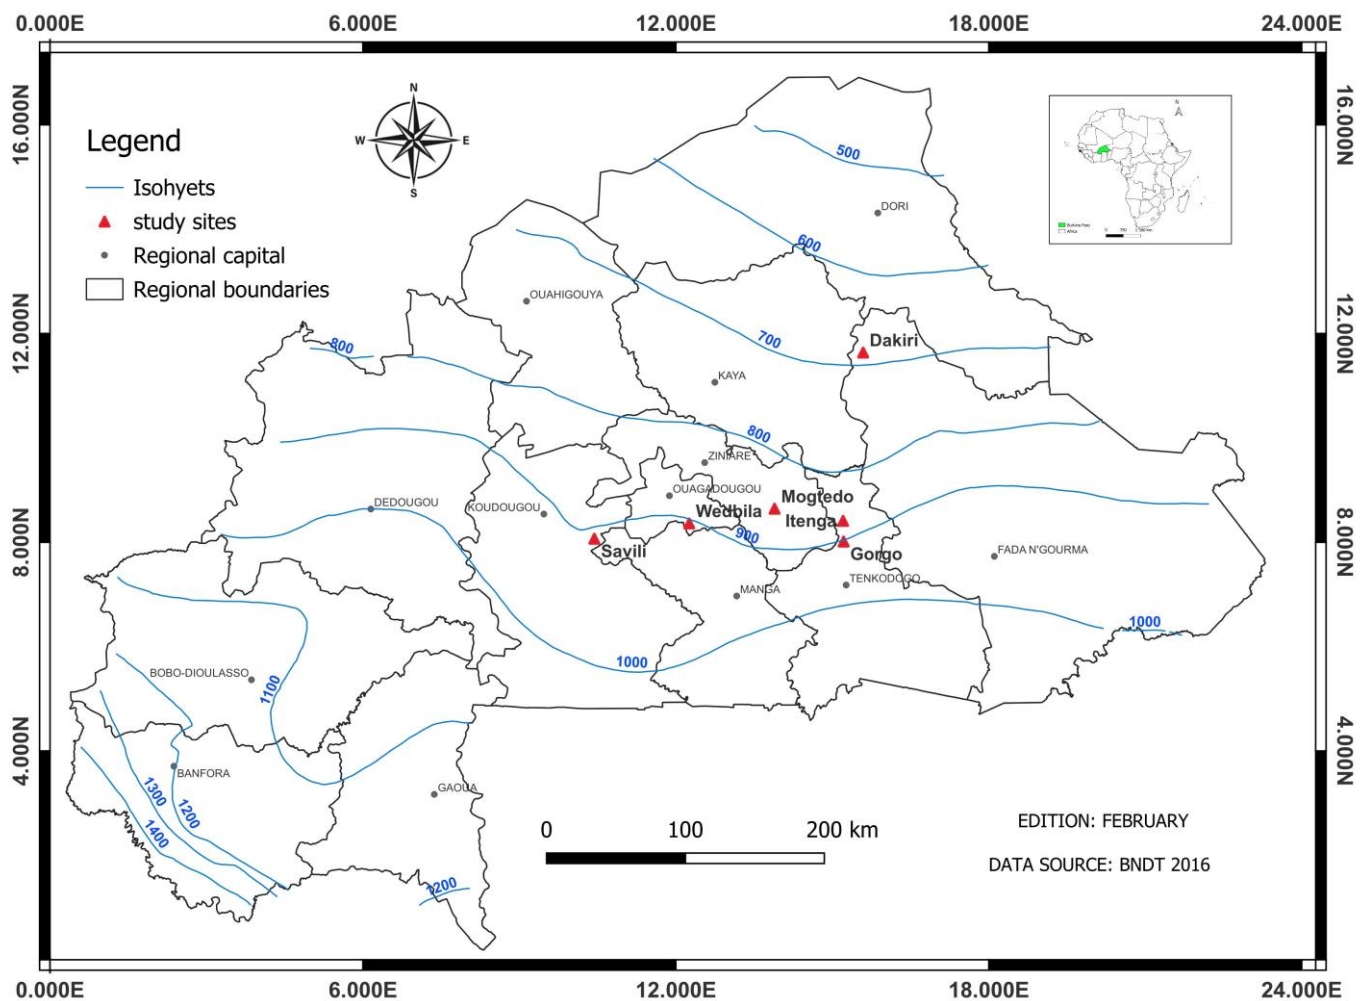 0.000E 6.000E 12.000E 18.000E 24.000E
16.000N
12.000N
8.000N
4.000N
16.000N
12.000N
8.000N
4.000N
Legend
Isohyets
study sites
Regional capital
Regional boundaries
N
W E
S
N
Burkina Faso
Africa
500
DORI
600
OUAHIGOUYA
700
Dakiri
800
KAYA
800
ZINIARE
OUAGADOUGOU
Mogtedo
DEDOUGOU
KOUDOUGOU
Wedbila
Itenga
900
Savili
Gorgo
FADA N'GOURMA
TENKODOGO
MANGA
1000
1000
BOBO-DIOULASSO
1100
BANFORA
1300
1200
1400
GAOUA
1200
0 100 200 km
EDITION: FEBRUARY
DATA SOURCE: BNDT 2016
0.000E 6.000E 12.000E 18.000E 24.000E